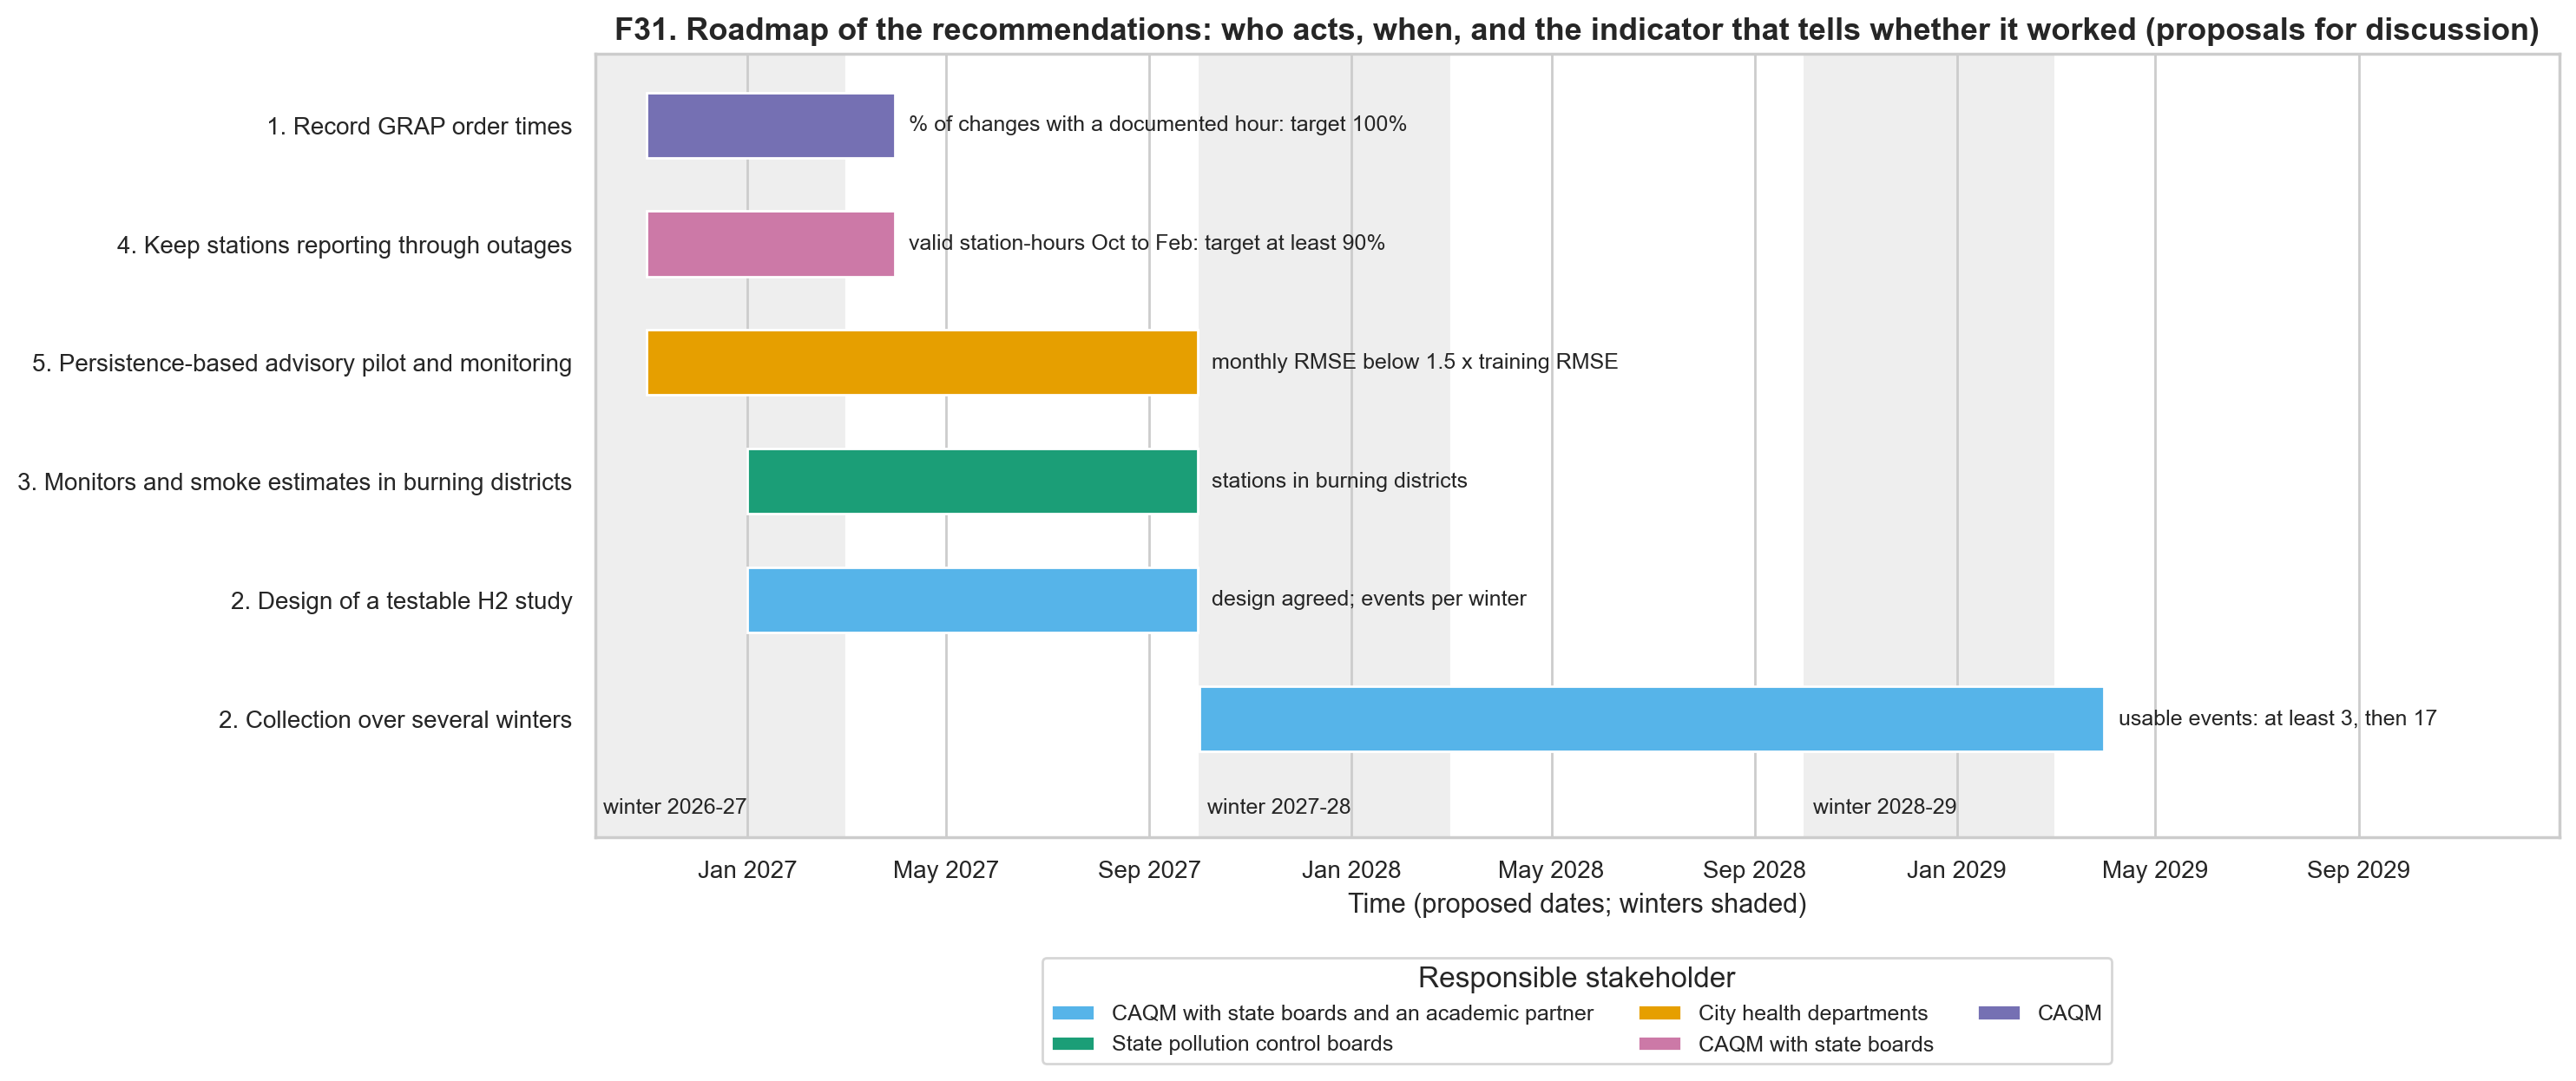 F31. Roadmap of the recommendations: who acts, when, and the indicator that tells whether it worked (proposals for discussion)
1. Record GRAP order times
% of changes with a documented hour: target 100%
4. Keep stations reporting through outages
valid station-hours Oct to Feb: target at least 90%
5. Persistence-based advisory pilot and monitoring
monthly RMSE below 1.5 x training RMSE
3. Monitors and smoke estimates in burning districts
stations in burning districts
2. Design of a testable H2 study
design agreed; events per winter
2. Collection over several winters
usable events: at least 3, then 17
winter 2026-27
winter 2027-28
winter 2028-29
Jan 2027
May 2027
Sep 2027
Jan 2028
May 2028
Sep 2028
Jan 2029
May 2029
Sep 2029
Time (proposed dates; winters shaded)
Responsible stakeholder
CAQM with state boards and an academic partner
State pollution control boards
City health departments
CAQM with state boards
CAQM